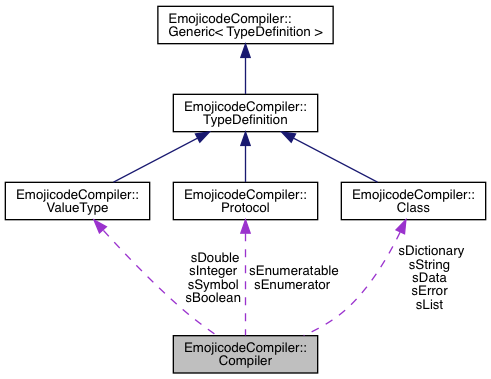 EmojicodeCompiler::
Generic< TypeDefinition >
EmojicodeCompiler::
TypeDefinition
EmojicodeCompiler::
ValueType
EmojicodeCompiler::
Protocol
EmojicodeCompiler::
Class
sDouble
sInteger
sSymbol
sBoolean
sEnumeratable
sEnumerator
sDictionary
sString
sData
sError
sList
EmojicodeCompiler::
Compiler